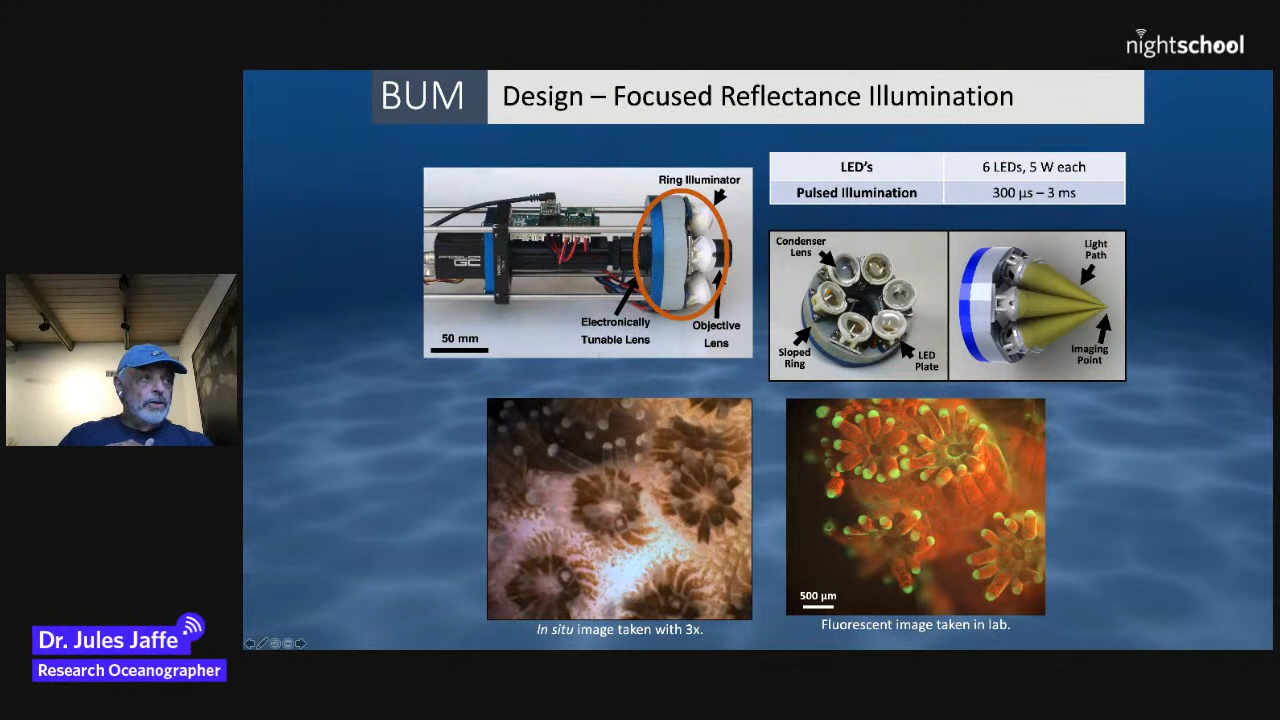 nightschool
BUM
Design – Focused Reflectance Illumination
Ring Illuminator
GC
Electronically
Tunable Lens
Objective
Lens
50 mm
LED's 6 LEDs, 5 W each
Pulsed Illumination 300 µs – 3 ms
Condenser
Lens
Sloped
Ring
LED
Plate
Light
Path
Imaging
Point
In situ image taken with 3x.
500 µm
Fluorescent image taken in lab.
Dr. Jules Jaffe
Research Oceanographer